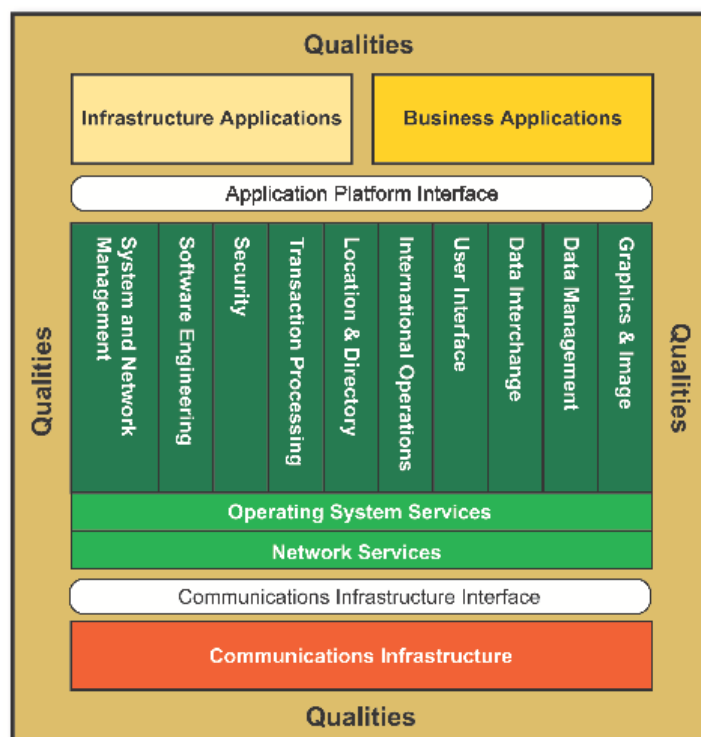 Qualities
Infrastructure Applications
Business Applications
Application Platform Interface
Qualities
System and Network
Management
Software Engineering
Security
Transaction Processing
Location & Directory
International Operations
User Interface
Data Interchange
Data Management
Graphics & Image
Qualities
Operating System Services
Network Services
Communications Infrastructure Interface
Communications Infrastructure
Qualities